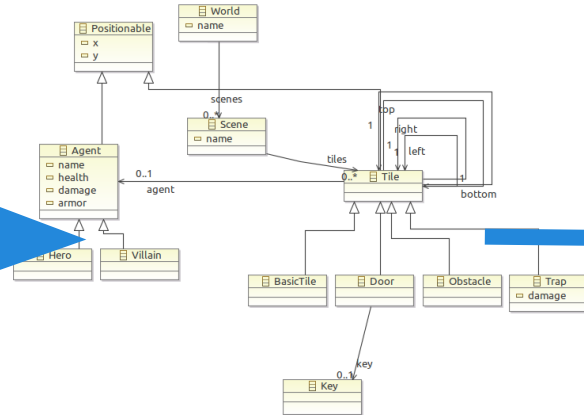 World
name
Positionable
x
y
scenes
0..*
Scene
name
top
1
right
1
1
left
tiles
0..*
Tile
1
bottom
Agent
name
health
damage
armor
0..1
agent
Hero
Villain
BasicTile
Door
Obstacle
Trap
damage
key
0..1
Key